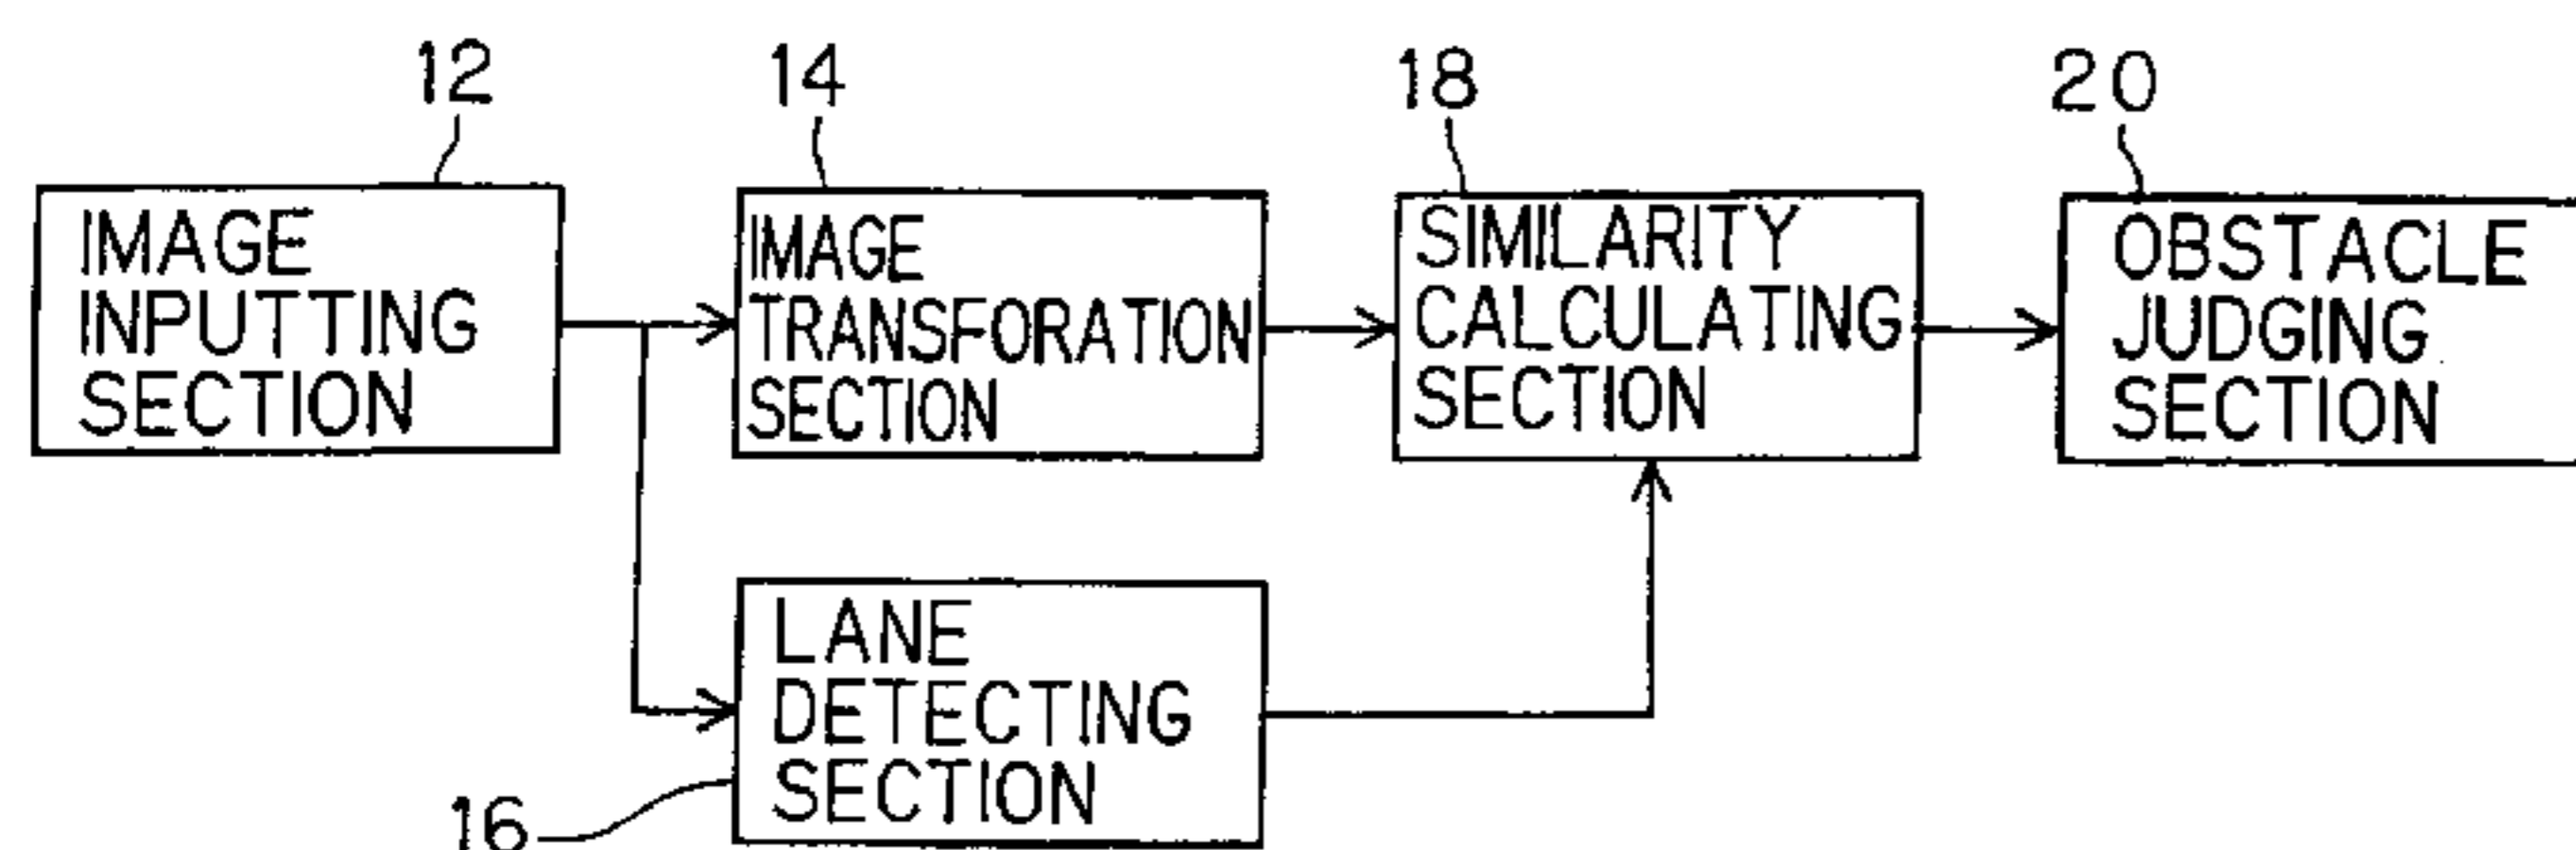 12
14
18
20
IMAGE
INPUTTING
SECTION
IMAGE
TRANSFORATION
SECTION
SIMILARITY
CALCULATING
SECTION
OBSTACLE
JUDGING
SECTION
LANE
DETECTING
SECTION
16